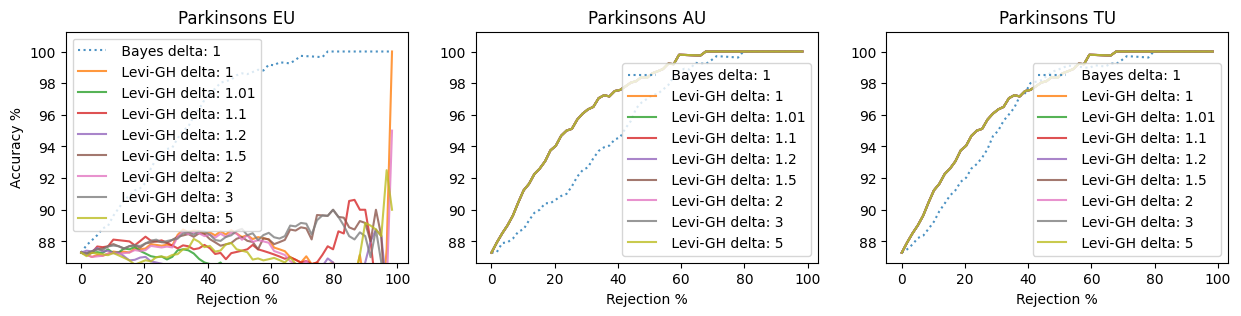 Parkinsons EU
Parkinsons AU
Parkinsons TU
Accuracy %
100
98
96
94
92
90
88
Bayes delta: 1
Levi-GH delta: 1
Levi-GH delta: 1.01
Levi-GH delta: 1.1
Levi-GH delta: 1.2
Levi-GH delta: 1.5
Levi-GH delta: 2
Levi-GH delta: 3
Levi-GH delta: 5
0 20 40 60 80 100
Rejection %
100
98
96
94
92
90
88
Bayes delta: 1
Levi-GH delta: 1
Levi-GH delta: 1.01
Levi-GH delta: 1.1
Levi-GH delta: 1.2
Levi-GH delta: 1.5
Levi-GH delta: 2
Levi-GH delta: 3
Levi-GH delta: 5
0 20 40 60 80 100
Rejection %
100
98
96
94
92
90
88
Bayes delta: 1
Levi-GH delta: 1
Levi-GH delta: 1.01
Levi-GH delta: 1.1
Levi-GH delta: 1.2
Levi-GH delta: 1.5
Levi-GH delta: 2
Levi-GH delta: 3
Levi-GH delta: 5
0 20 40 60 80 100
Rejection %